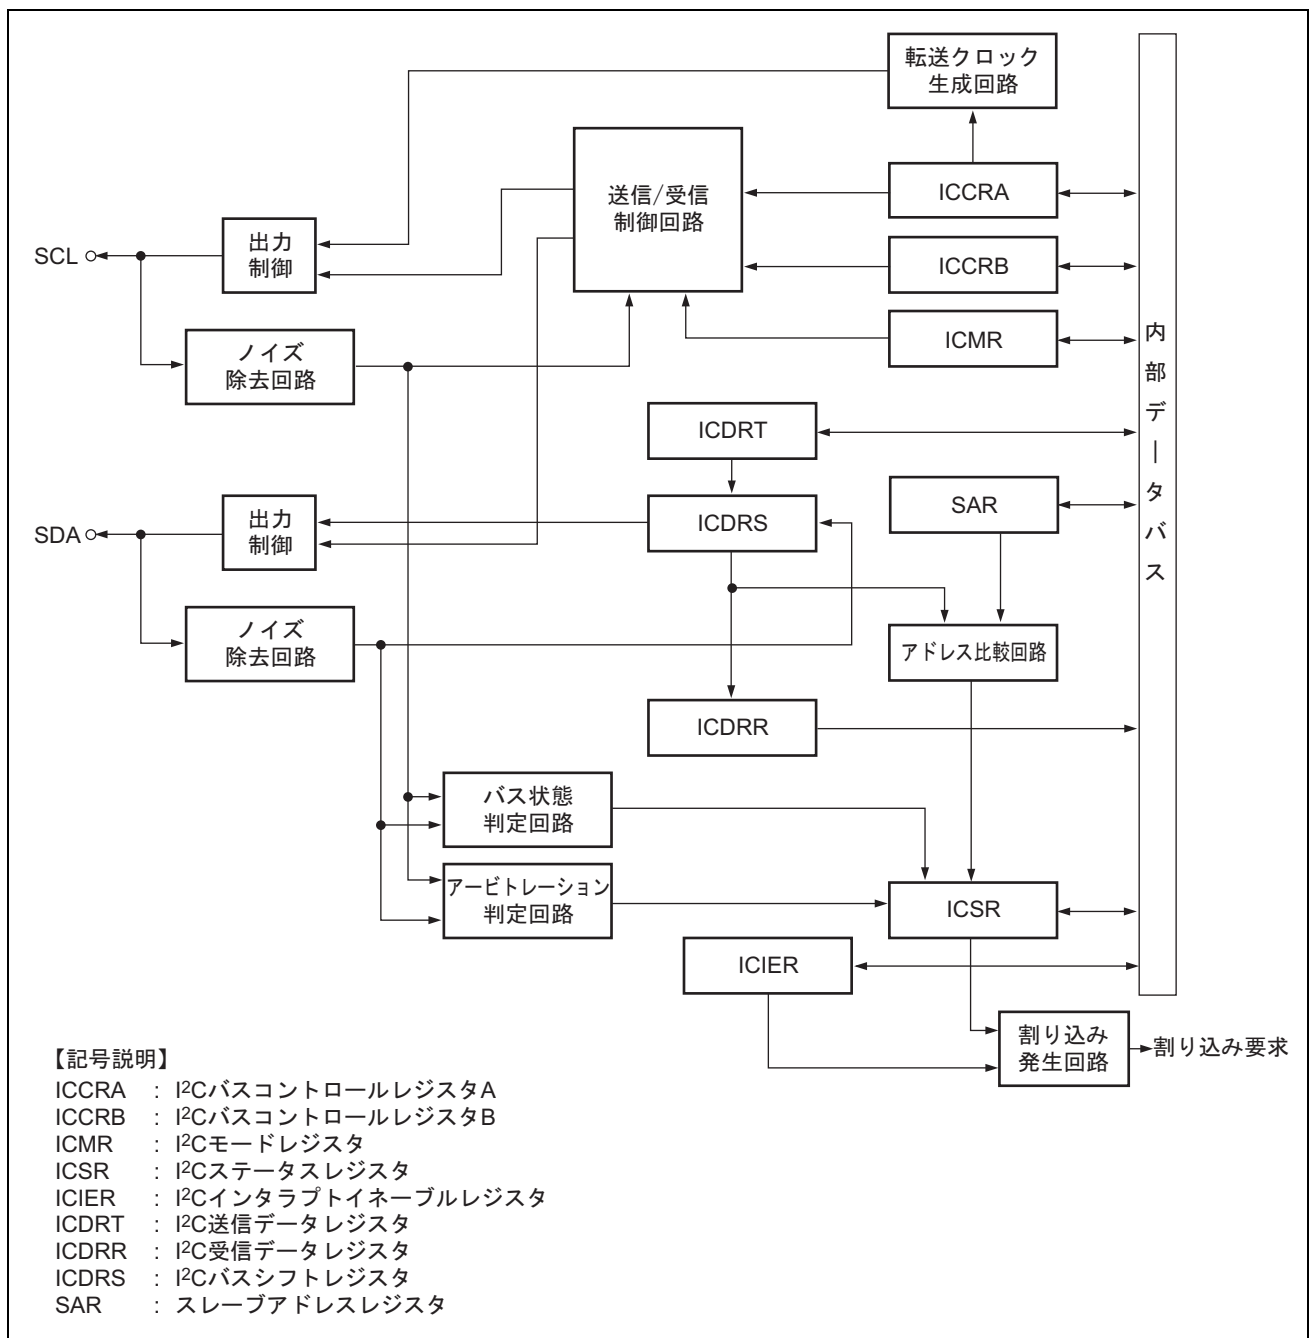 転送クロック
生成回路
送信/受信
制御回路
ICCRA
出力
制御
SCL
ICCRB
ICMR
ノイズ
除去回路
内部データバス
ICDRT
SAR
出力
制御
ICDRS
SDA
ノイズ
除去回路
アドレス比較回路
ICDRR
バス状態
判定回路
アービトレーション
判定回路
ICSR
ICIER
割り込み
発生回路
割り込み要求
【記号説明】
ICCRA : I²CバスコントロールレジスタA
ICCRB : I²CバスコントロールレジスタB
ICMR : I²Cモードレジスタ
ICSR : I²Cステータスレジスタ
ICIER : I²Cインタラプトイネーブルレジスタ
ICDRT : I²C送信データレジスタ
ICDRR : I²C受信データレジスタ
ICDRS : I²Cバスシフトレジスタ
SAR : スレーブアドレスレジスタ